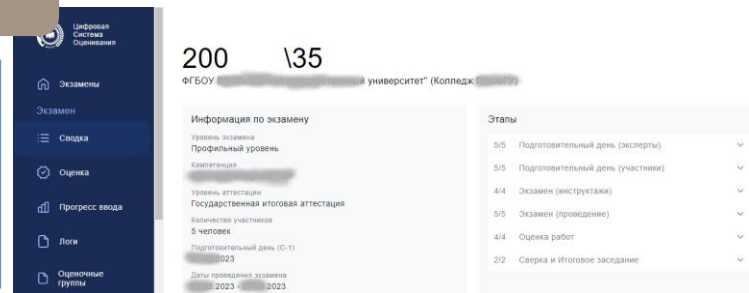 Цифровая
Система
Оценивания
Экзамены
Экзамен
Сводка
Оценка
Прогресс ввода
Логи
Оценочные
группы
200 \35
ФГБОУ университет" (Колледж
Информация по экзамену
Уровень экзамена
Профильный уровень
Компетенция
Уровень аттестации
Государственная итоговая аттестация
Количество участников
5 человек
Подготовительный день (С-1)
2023
Даты проведения экзамена
2023 - 2023
Этапы
5/5 Подготовительный день (эксперты)
5/5 Подготовительный день (участники)
4/4 Экзамен (инструктажи)
5/5 Экзамен (проведение)
4/4 Оценка работ
2/2 Сверка и Итоговое заседание